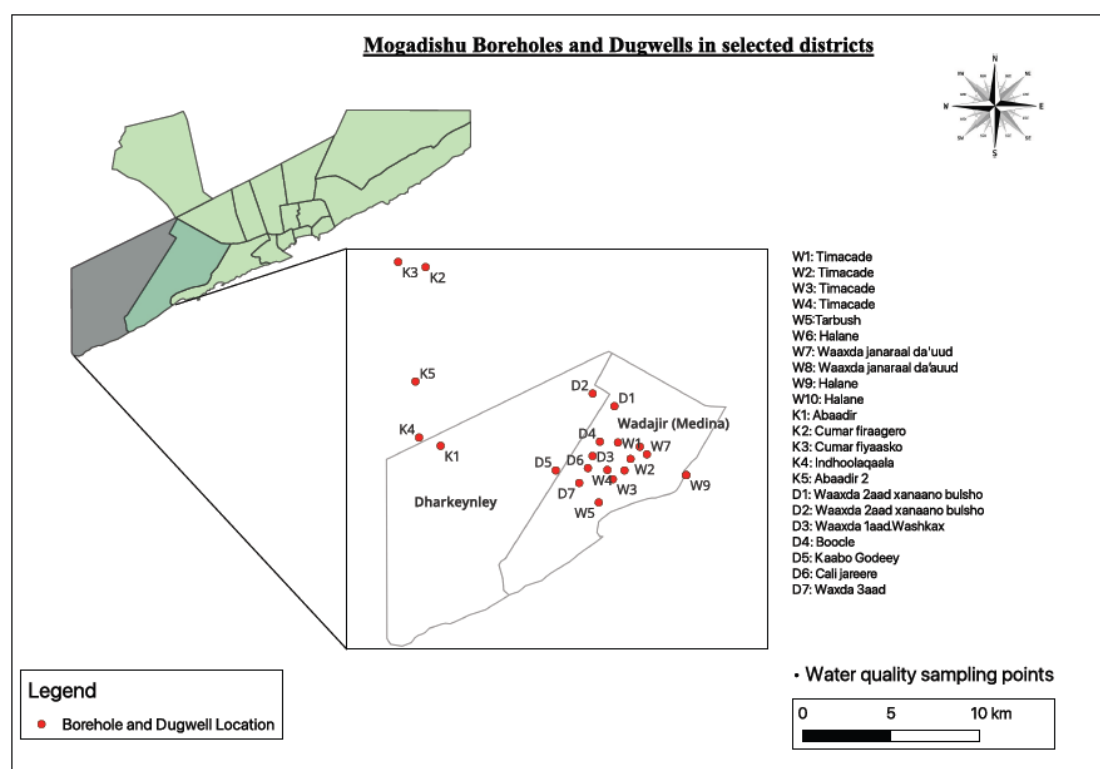 Mogadishu Boreholes and Dugwells in selected districts
N
W
E
S
K3
K2
K5
K4
K1
D2
D1
Wadajir (Medina)
D4
W1
W7
D6
D3
D5
W2
W4
W9
D7
W3
W5
Dharkeynley
W1: Timacade
W2: Timacade
W3: Timacade
W4: Timacade
W5:Tarbush
W6: Halane
W7: Waaxda janaraal da'uud
W8: Waaxda janaraal da'auud
W9: Halane
W10: Halane
K1: Abaadir
K2: Cumar firaagero
K3: Cumar fiyaasko
K4: Indhoolaqaala
K5: Abaadir 2
D1: Waaxda 2aad xanaano bulsho
D2: Waaxda 2aad xanaano bulsho
D3: Waaxda 1aad.Washkax
D4: Boocle
D5: Kaabo Godeey
D6: Cali jareere
D7: Waxda 3aad
Legend
Borehole and Dugwell Location
• Water quality sampling points
0 5 10 km